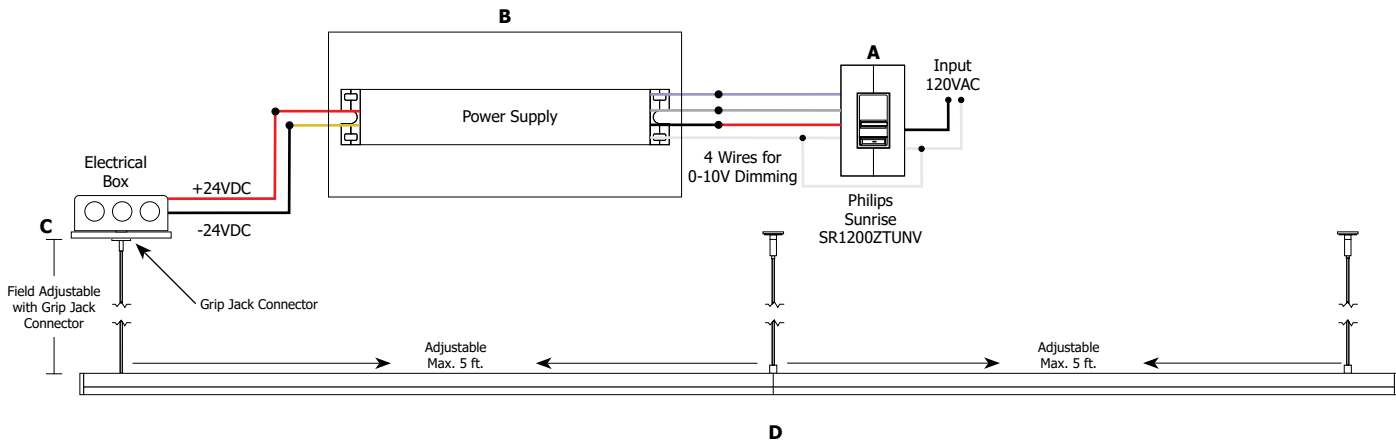 B
A
Input
120VAC
Power Supply
4 Wires for
0-10V Dimming
Philips
Sunrise
SR1200ZTUNV
Electrical
Box
+24VDC
-24VDC
C
Field Adjustable
with Grip Jack
Connector
Grip Jack Connector
Adjustable
Max. 5 ft.
Adjustable
Max. 5 ft.
D